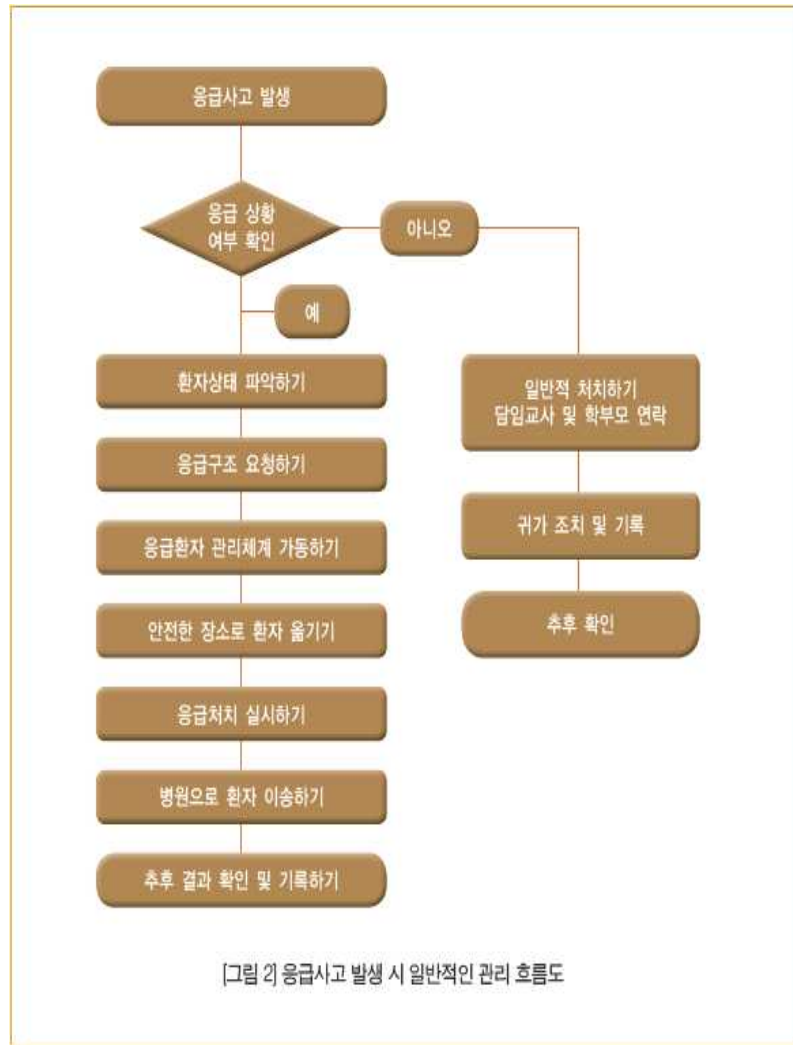 응급사고 발생
응급 상황
여부 확인
아니오
예
환자상태 파악하기
응급구조 요청하기
응급환자 관리체계 가동하기
안전한 장소로 환자 옮기기
응급처치 실시하기
병원으로 환자 이송하기
추후 결과 확인 및 기록하기
일반적 처치하기
담임교사 및 학부모 연락
귀가 조치 및 기록
추후 확인
[그림 2] 응급사고 발생 시 일반적인 관리 흐름도